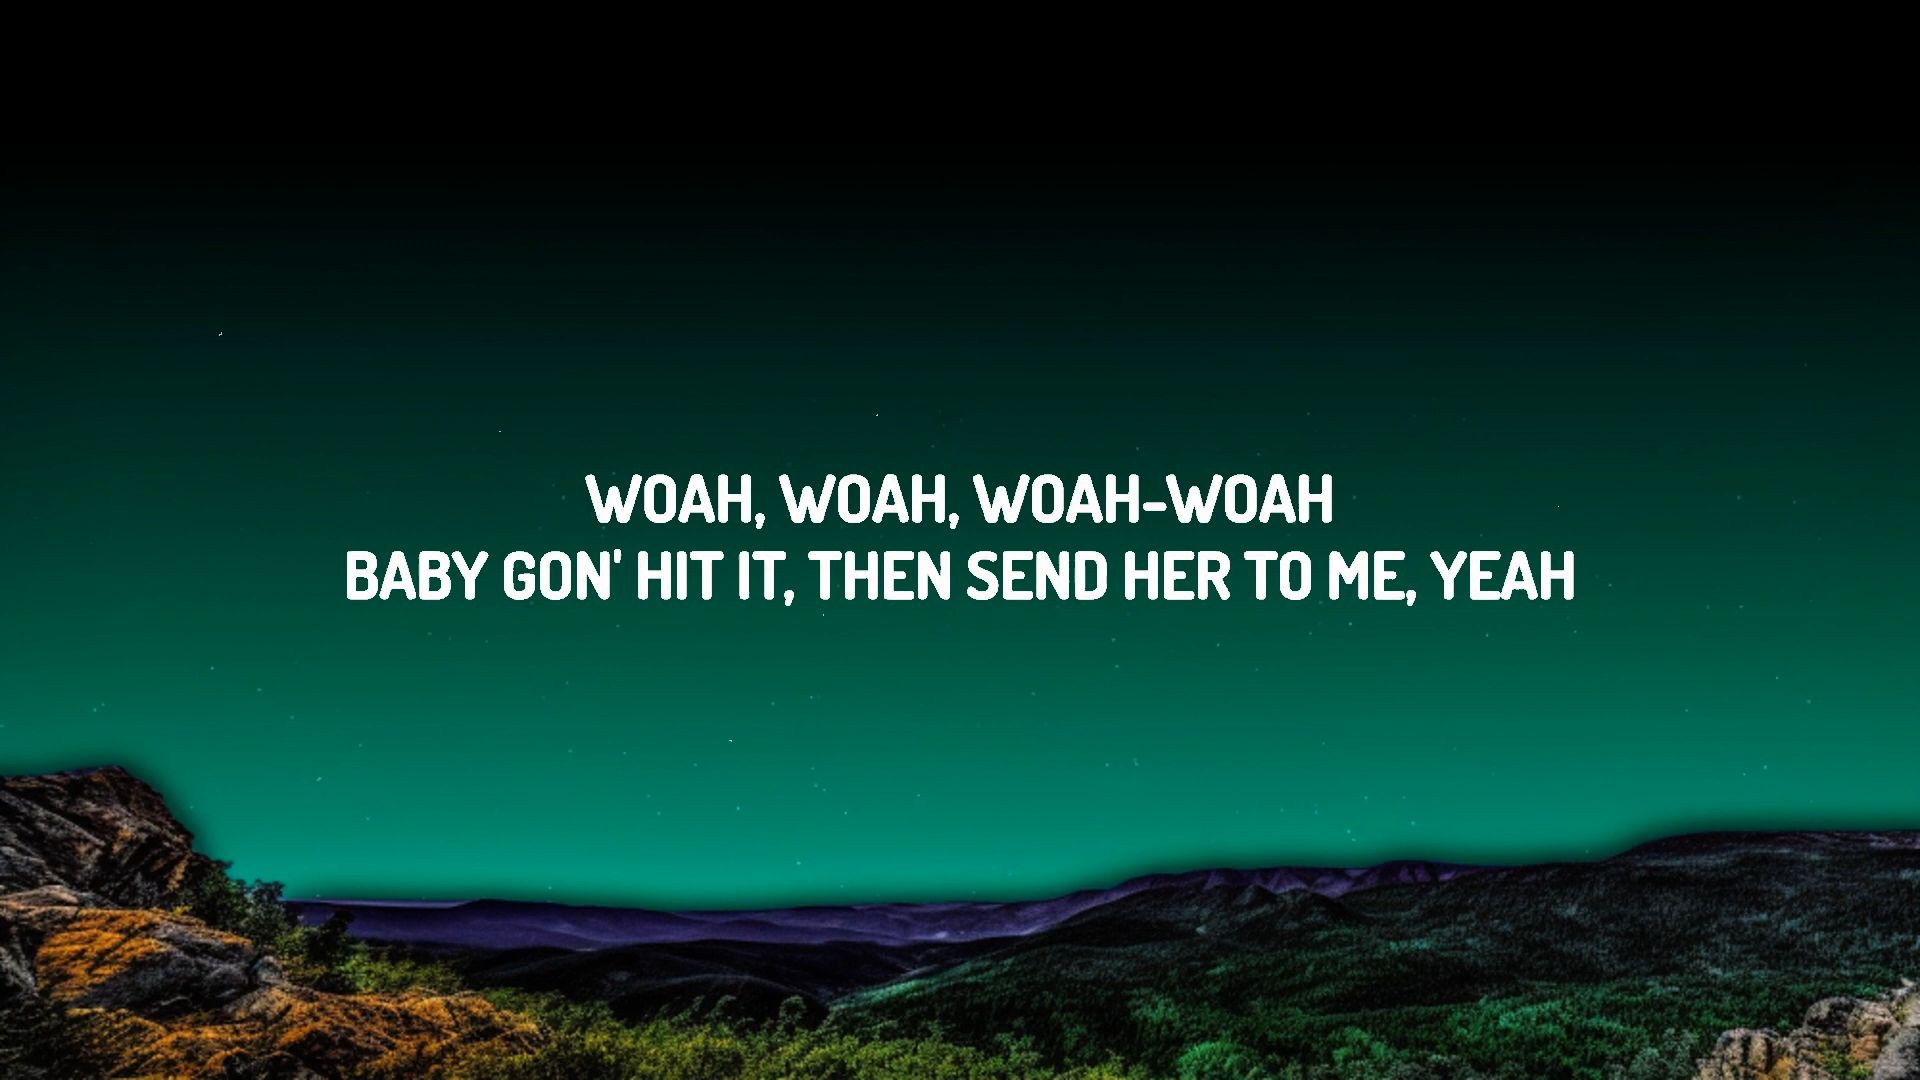 WOAH, WOAH, WOAH-WOAH
BABY GON' HIT IT, THEN SEND HER TO ME, YEAH